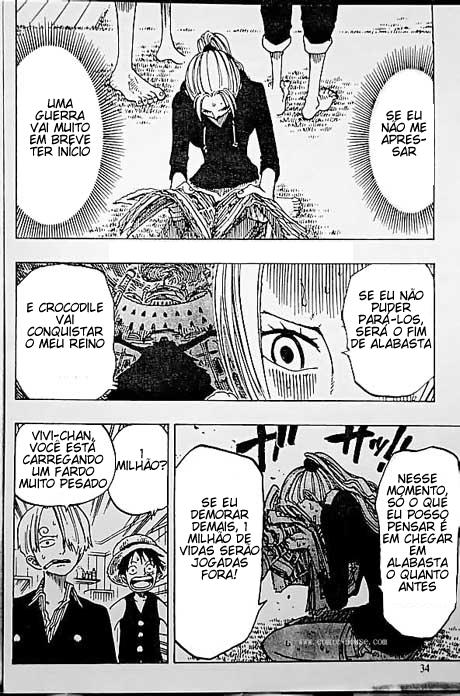 SE EU
NÃO ME
APRES-
SAR
UMA
GUERRA
VAI MUITO
EM BREVE
TER INÍCIO
SE EU NÃO
PUDER
PARÁ-LOS,
SERÁ O FIM
DE ALABASTA
E CROCODILE
VAI
CONQUISTAR
O MEU REINO
NESSE
MOMENTO,
SÓ O QUE
EU POSSO
PENSAR É
EM CHEGAR
EM
ALABASTA
O QUANTO
ANTES
SE EU
DEMORAR
DEMAIS, 1
MILHÃO DE
VIDAS SERÃO
JOGADAS
FORA!
1
MILHÃO?
VIVI-CHAN,
VOCÊ ESTÁ
CARREGANDO
UM FARDO
MUITO PESADO
34